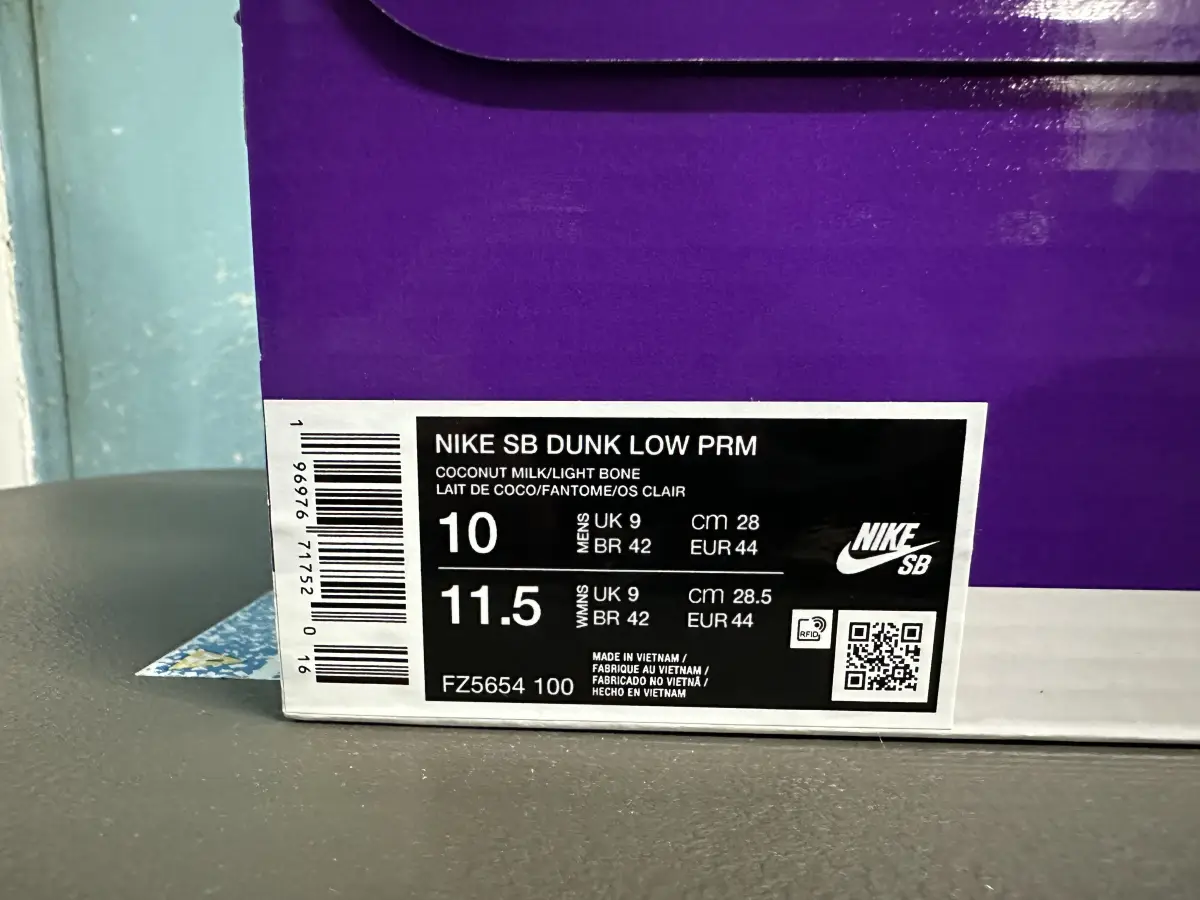 NIKE SB DUNK LOW PRM
COCONUT MILK/LIGHT BONE
LAIT DE COCO/FANTOME/OS CLAIR
10 MENS UK 9 cm 28
BR 42 EUR 44
11.5 WMNS UK 9 cm 28.5
BR 42 EUR 44
MADE IN VIETNAM /
FABRIQUE AU VIETNAM /
FABRICADO NO VIETNÃ /
HECHO EN VIETNAM
FZ5654 100
NIKE
SB
RFID
1 96976 71752 0 16